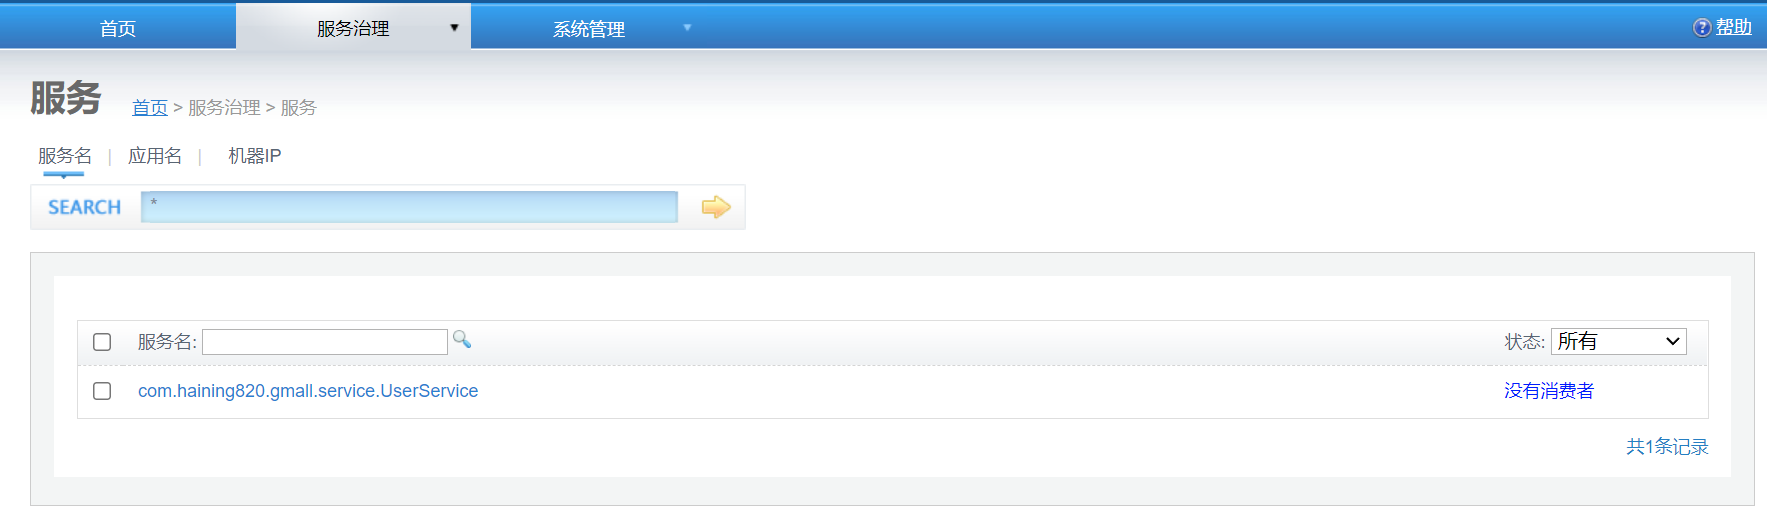 首页 服务治理 系统管理 帮助
服务 首页 > 服务治理 > 服务
服务名 | 应用名 | 机器IP
SEARCH *
服务名: 状态: 所有
com.haining820.gmall.service.UserService 没有消费者
共1条记录